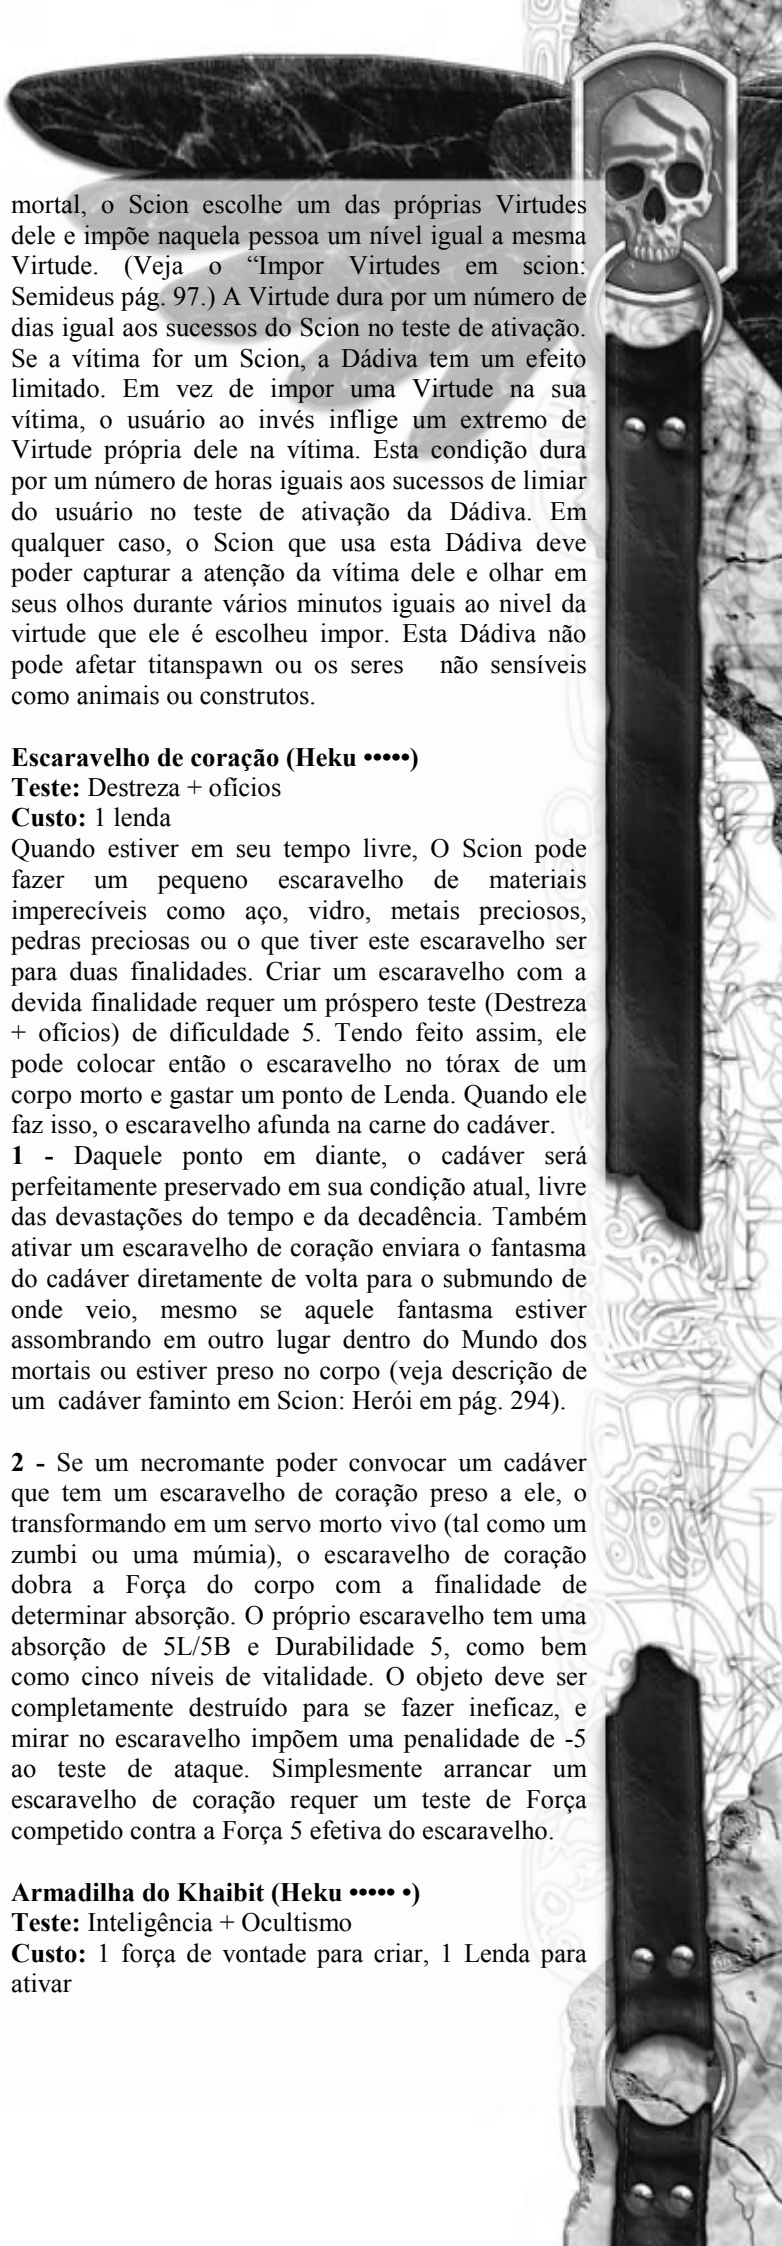 mortal, o Scion escolhe um das próprias Virtudes
dele e impõe naquela pessoa um nível igual a mesma
Virtude. (Veja o “Impor Virtudes em scion:
Semideus pág. 97.) A Virtude dura por um número de
dias igual aos sucessos do Scion no teste de ativação.
Se a vítima for um Scion, a Dádiva tem um efeito
limitado. Em vez de impor uma Virtude na sua
vítima, o usuário ao invés inflige um extremo de
Virtude própria dele na vítima. Esta condição dura
por um número de horas iguais aos sucessos de limiar
do usuário no teste de ativação da Dádiva. Em
qualquer caso, o Scion que usa esta Dádiva deve
poder capturar a atenção da vítima dele e olhar em
seus olhos durante vários minutos iguais ao nivel da
virtude que ele é escolheu impor. Esta Dádiva não
pode afetar titanspawn ou os seres não sensíveis
como animais ou construtos.

Escaravelho de coração (Heku •••••)
Teste: Destreza + ofícios
Custo: 1 lenda
Quando estiver em seu tempo livre, O Scion pode
fazer um pequeno escaravelho de materiais
imperecíveis como aço, vidro, metais preciosos,
pedras preciosas ou o que tiver este escaravelho ser
para duas finalidades. Criar um escaravelho com a
devida finalidade requer um próspero teste (Destreza
+ ofícios) de dificuldade 5. Tendo feito assim, ele
pode colocar então o escaravelho no tórax de um
corpo morto e gastar um ponto de Lenda. Quando ele
faz isso, o escaravelho afunda na carne do cadáver.
1 - Daquele ponto em diante, o cadáver será
perfeitamente preservado em sua condição atual, livre
das devastações do tempo e da decadência. Também
ativar um escaravelho de coração enviara o fantasma
do cadáver diretamente de volta para o submundo de
onde veio, mesmo se aquele fantasma estiver
assombrando em outro lugar dentro do Mundo dos
mortais ou estiver preso no corpo (veja descrição de
um cadáver faminto em Scion: Herói em pág. 294).

2 - Se um necromante poder convocar um cadáver
que tem um escaravelho de coração preso a ele, o
transformando em um servo morto vivo (tal como um
zumbi ou uma múmia), o escaravelho de coração
dobra a Força do corpo com a finalidade de
determinar absorção. O próprio escaravelho tem uma
absorção de 5L/5B e Durabilidade 5, como bem
como cinco níveis de vitalidade. O objeto deve ser
completamente destruído para se fazer ineficaz, e
mirar no escaravelho impõem uma penalidade de -5
ao teste de ataque. Simplesmente arrancar um
escaravelho de coração requer um teste de Força
competido contra a Força 5 efetiva do escaravelho.

Armadilha do Khaibit (Heku ••••• •)
Teste: Inteligência + Ocultismo
Custo: 1 força de vontade para criar, 1 Lenda para
ativar